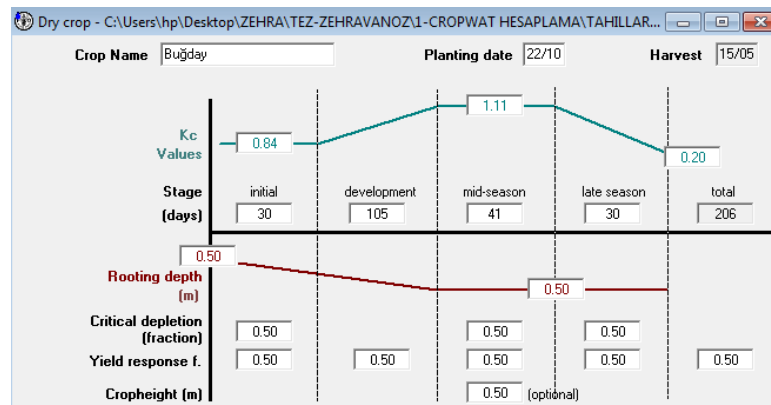 Dry crop - C:\Users\hp\Desktop\ZEHRA\TEZ-ZEHRAVANOZ\1-CROPWAT HESAPLAMA\TAHILLAR...
Crop Name Buğday Planting date 22/10 Harvest 15/05
1.11
Kc 0.84
Values 0.20
Stage initial development mid-season late season total
(days) 30 105 41 30 206
0.50
Rooting depth 0.50
(m)
Critical depletion
(fraction) 0.50 0.50 0.50
Yield response f. 0.50 0.50 0.50 0.50 0.50
Cropheight (m) 0.50 (optional)